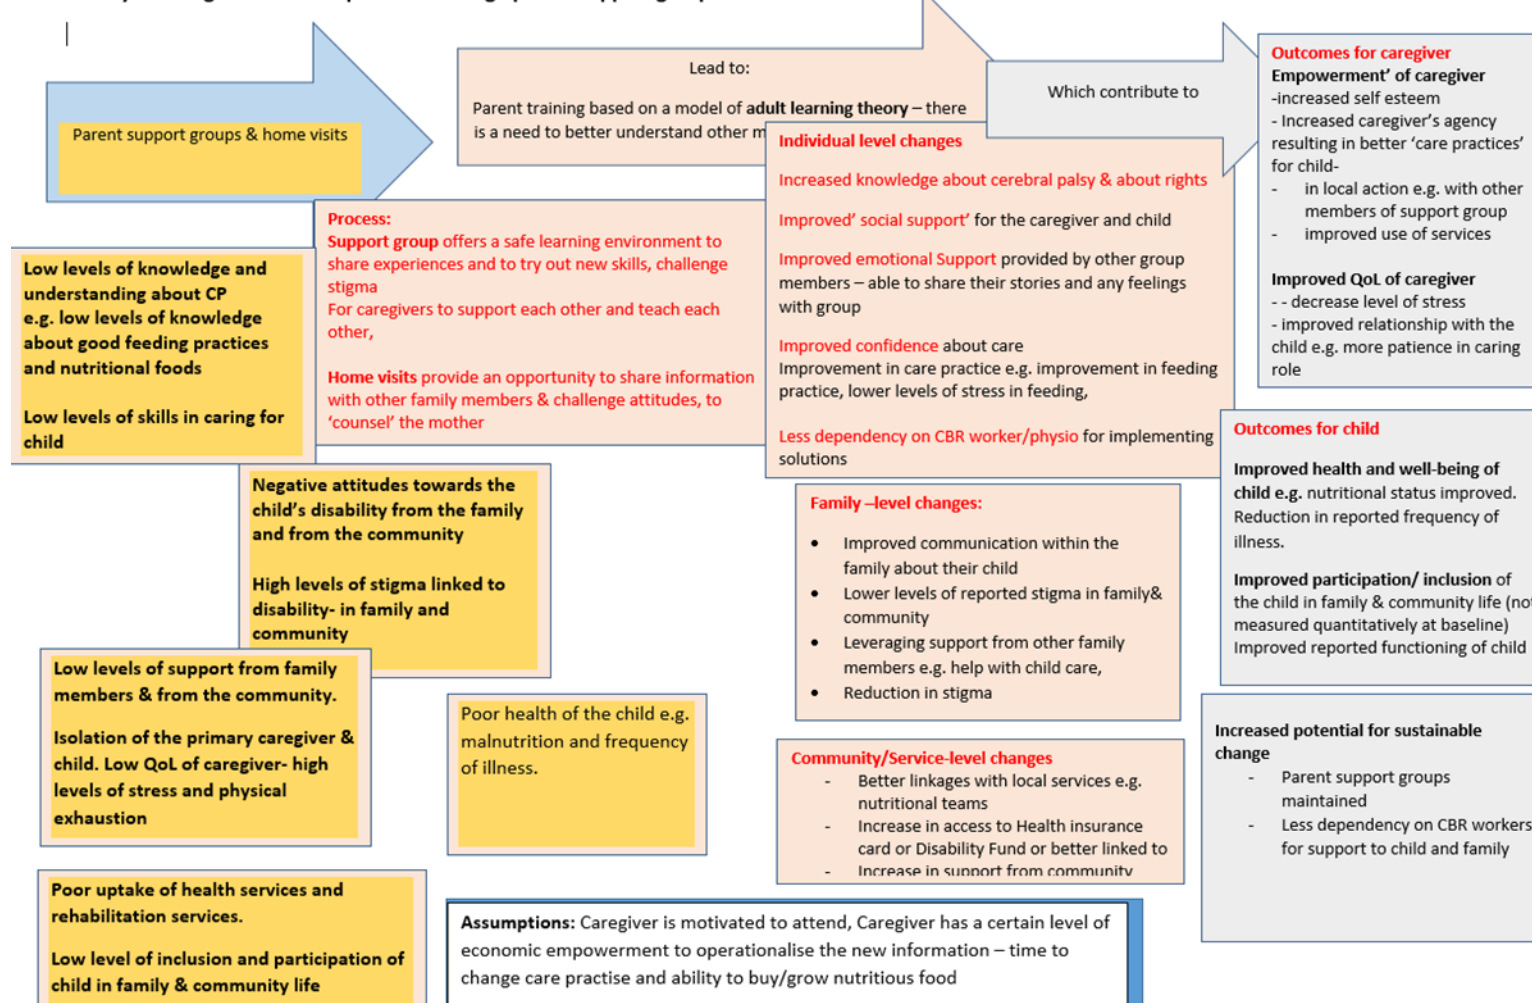 Parent support groups & home visits
Lead to:
Parent training based on a model of adult learning theory – there
is a need to better understand other m
Which contribute to
Outcomes for caregiver
Empowerment’ of caregiver
-increased self esteem
- Increased caregiver’s agency
resulting in better ‘care practices’
for child-
- in local action e.g. with other
members of support group
- improved use of services
Improved QoL of caregiver
- - decrease level of stress
- improved relationship with the
child e.g. more patience in caring
role
Process:
Support group offers a safe learning environment to
share experiences and to try out new skills, challenge
stigma
For caregivers to support each other and teach each
other,
Home visits provide an opportunity to share information
with other family members & challenge attitudes, to
‘counsel’ the mother
Individual level changes
Increased knowledge about cerebral palsy & about rights
Improved’ social support’ for the caregiver and child
Improved emotional Support provided by other group
members – able to share their stories and any feelings
with group
Improved confidence about care
Improvement in care practice e.g. improvement in feeding
practice, lower levels of stress in feeding,
Less dependency on CBR worker/physio for implementing
solutions
Low levels of knowledge and
understanding about CP
e.g. low levels of knowledge
about good feeding practices
and nutritional foods
Low levels of skills in caring for
child
Negative attitudes towards the
child’s disability from the family
and from the community
High levels of stigma linked to
disability- in family and
community
Low levels of support from family
members & from the community.
Isolation of the primary caregiver &
child. Low QoL of caregiver- high
levels of stress and physical
exhaustion
Poor health of the child e.g.
malnutrition and frequency
of illness.
Poor uptake of health services and
rehabilitation services.
Low level of inclusion and participation of
child in family & community life
Family –level changes:
• Improved communication within the
family about their child
• Lower levels of reported stigma in family&
community
• Leveraging support from other family
members e.g. help with child care,
• Reduction in stigma
Community/Service-level changes
- Better linkages with local services e.g.
nutritional teams
- Increase in access to Health insurance
card or Disability Fund or better linked to
- Increase in support from community
Outcomes for child
Improved health and well-being of
child e.g. nutritional status improved.
Reduction in reported frequency of
illness.
Improved participation/ inclusion of
the child in family & community life (not
measured quantitatively at baseline)
Improved reported functioning of child
Increased potential for sustainable
change
- Parent support groups
maintained
- Less dependency on CBR workers
for support to child and family
Assumptions: Caregiver is motivated to attend, Caregiver has a certain level of
economic empowerment to operationalise the new information – time to
change care practise and ability to buy/grow nutritious food